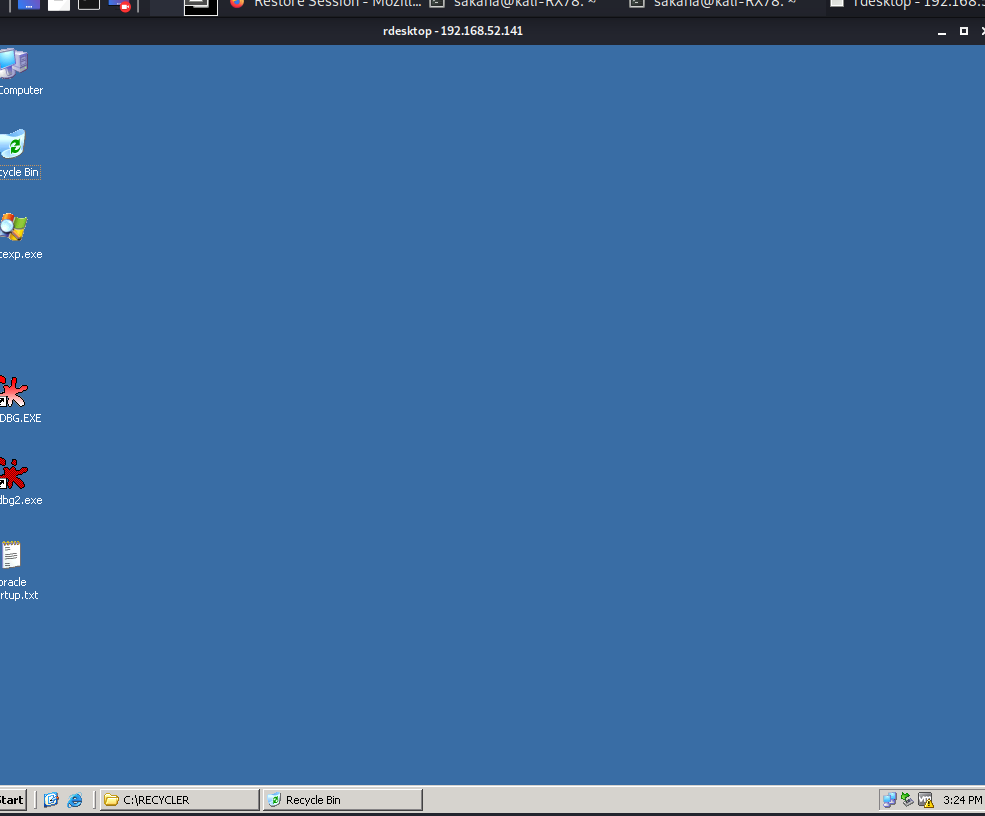 Restore Session - Mozill...
sakana@kali-RX78: ~
sakana@kali-RX78: ~
rdesktop - 192.168.5
rdesktop - 192.168.52.141
Computer
cycle Bin
cexp.exe
DBG.EXE
dbg2.exe
oracle
rtup.txt
Start
C:\RECYCLER
Recycle Bin
3:24 PM